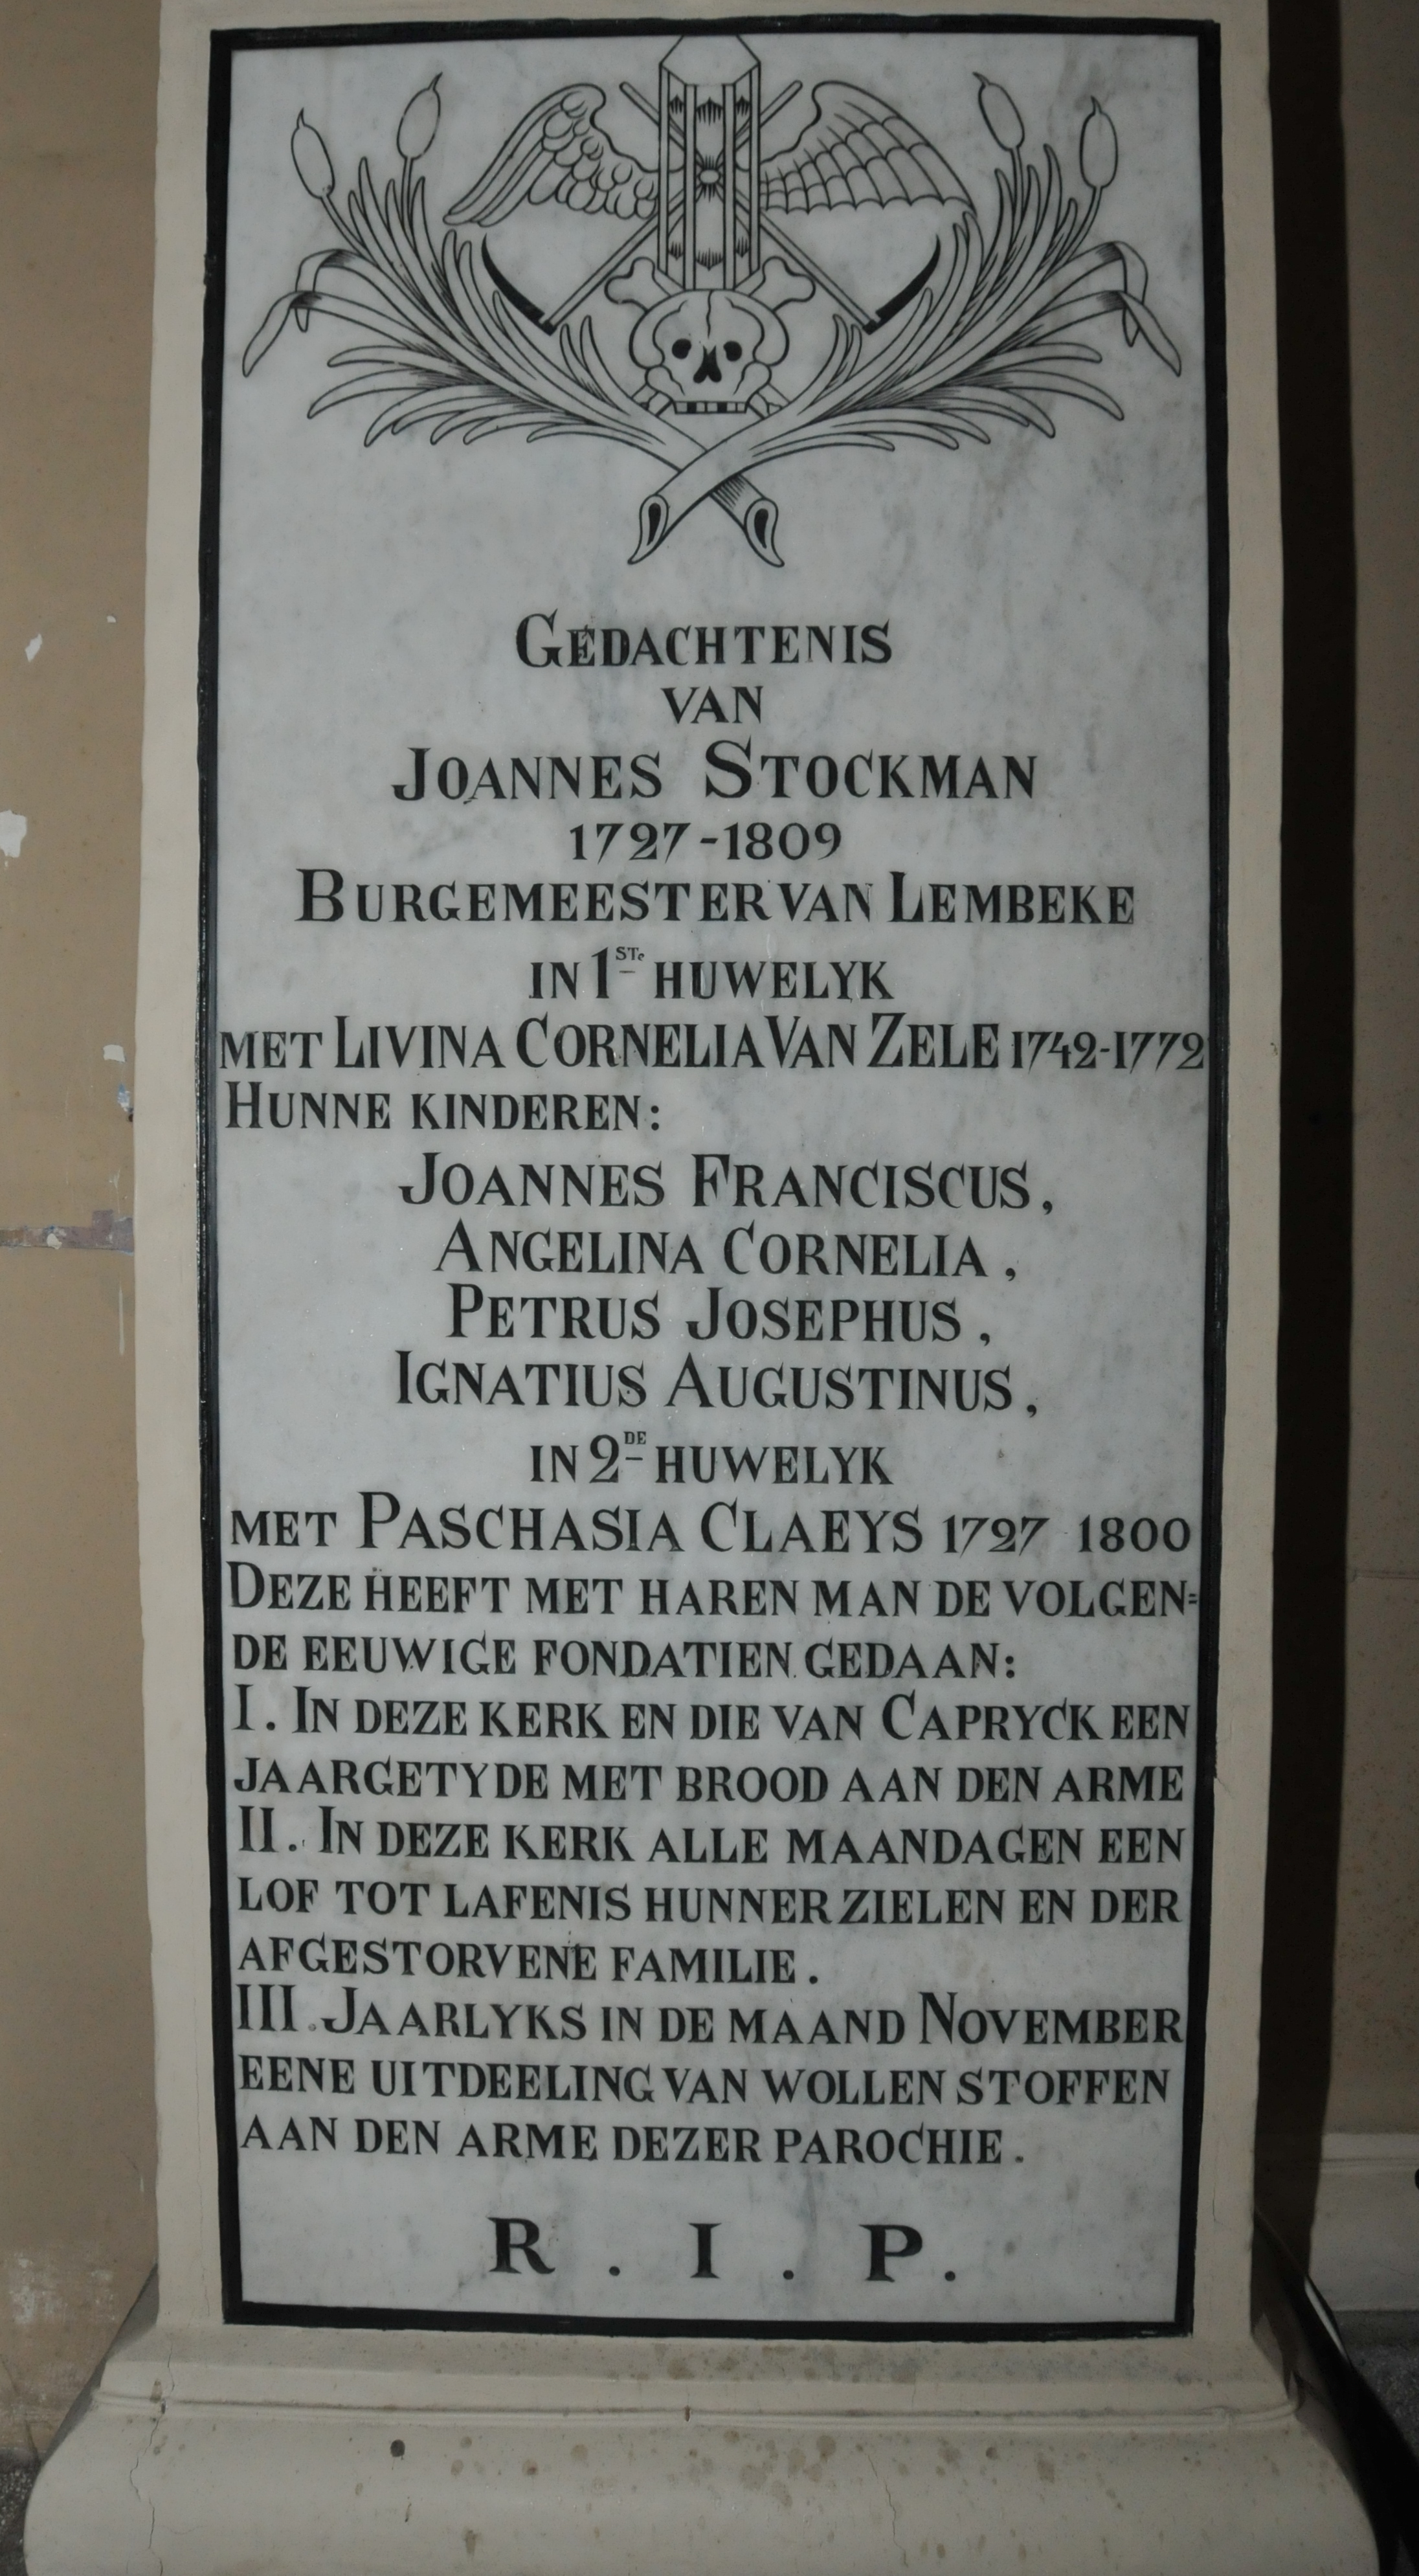 GEDACHTENIS
VAN
JOANNES STOCKMAN
1727-1809
BURGEMEESTER VAN LEMBEKE
IN 1STE HUWELYK
MET LIVINA CORNELIA VAN ZELE 1742-1772
HUNNE KINDEREN:
JOANNES FRANCISCUS,
ANGELINA CORNELIA,
PETRUS JOSEPHUS,
IGNATIUS AUGUSTINUS,
IN 2DE HUWELYK
MET PASCHASIA CLAEYS 1727 1800
DEZE HEEFT MET HAREN MAN DE VOLGEN=
DE EEUWIGE FONDATIEN GEDAAN:
I. IN DEZE KERK EN DIE VAN CAPRYCK EEN
JAARGETYDE MET BROOD AAN DEN ARME
II. IN DEZE KERK ALLE MAANDAGEN EEN
LOF TOT LAFENIS HUNNER ZIELEN EN DER
AFGESTORVENE FAMILIE.
III. JAARLYKS IN DE MAAND NOVEMBER
EENE UITDEELING VAN WOLLEN STOFFEN
AAN DEN ARME DEZER PAROCHIE.
R. I. P.